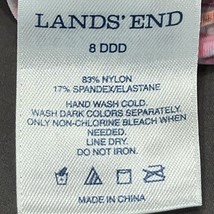 LANDS' END
8 DDD
83% NYLON
17% SPANDEX/ELASTANE
HAND WASH COLD.
WASH DARK COLORS SEPARATELY.
ONLY NON-CHLORINE BLEACH WHEN
NEEDED.
LINE DRY.
DO NOT IRON.
MADE IN CHINA